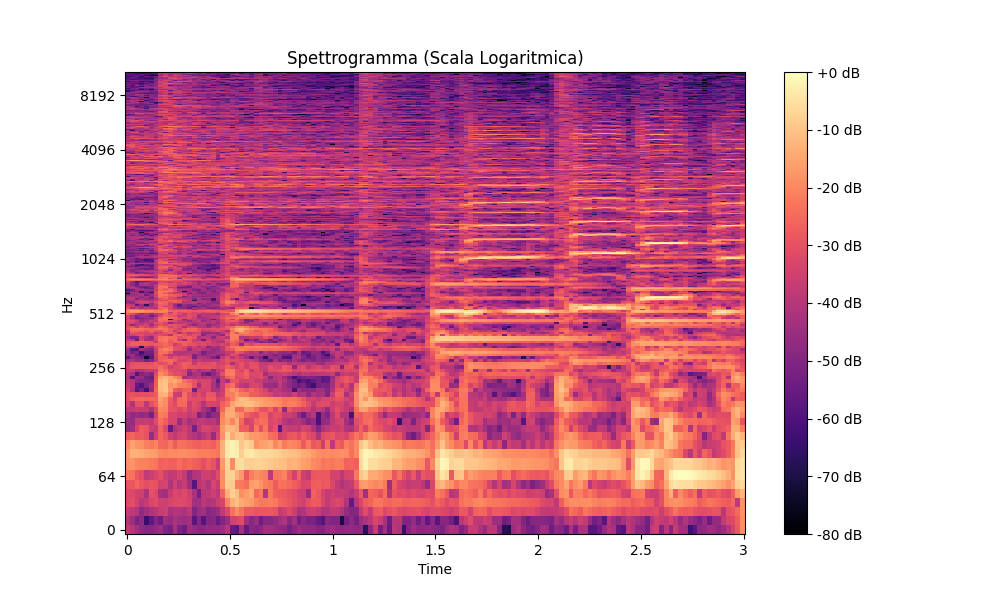 Spettrogramma (Scala Logaritmica)
Hz
8192
4096
2048
1024
512
256
128
64
0
0 0.5 1 1.5 2 2.5 3
Time
+0 dB
-10 dB
-20 dB
-30 dB
-40 dB
-50 dB
-60 dB
-70 dB
-80 dB